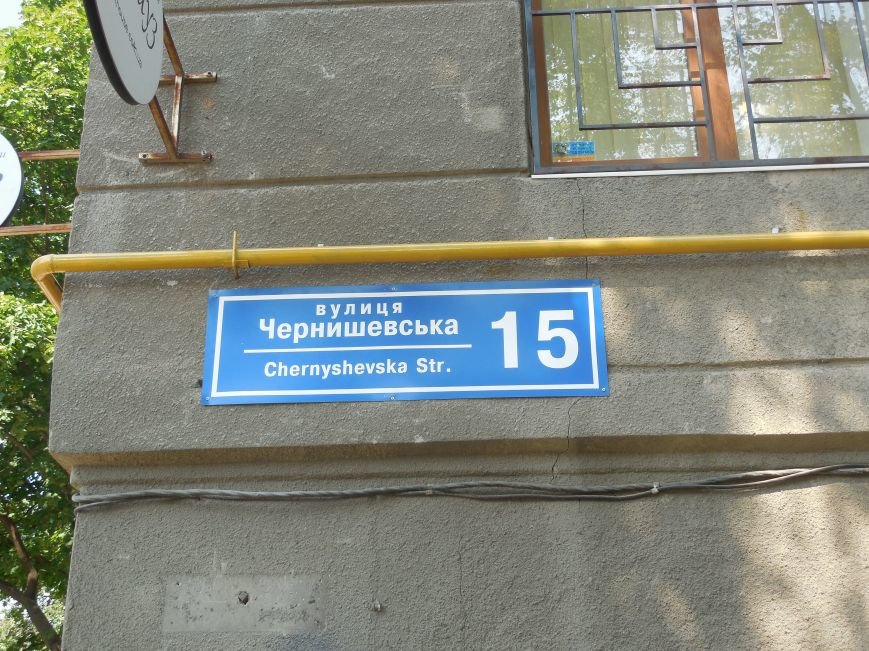 вулиця
Чернишевська
Chernyshevska Str.
15